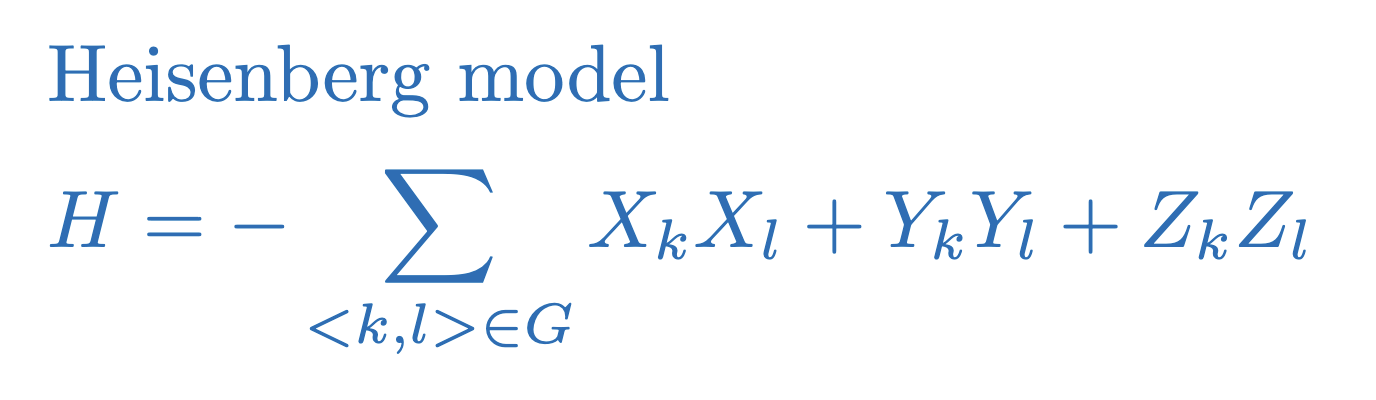 Heisenberg model
H = − ∑_{<k,l>∈G} X_k X_l + Y_k Y_l + Z_k Z_l